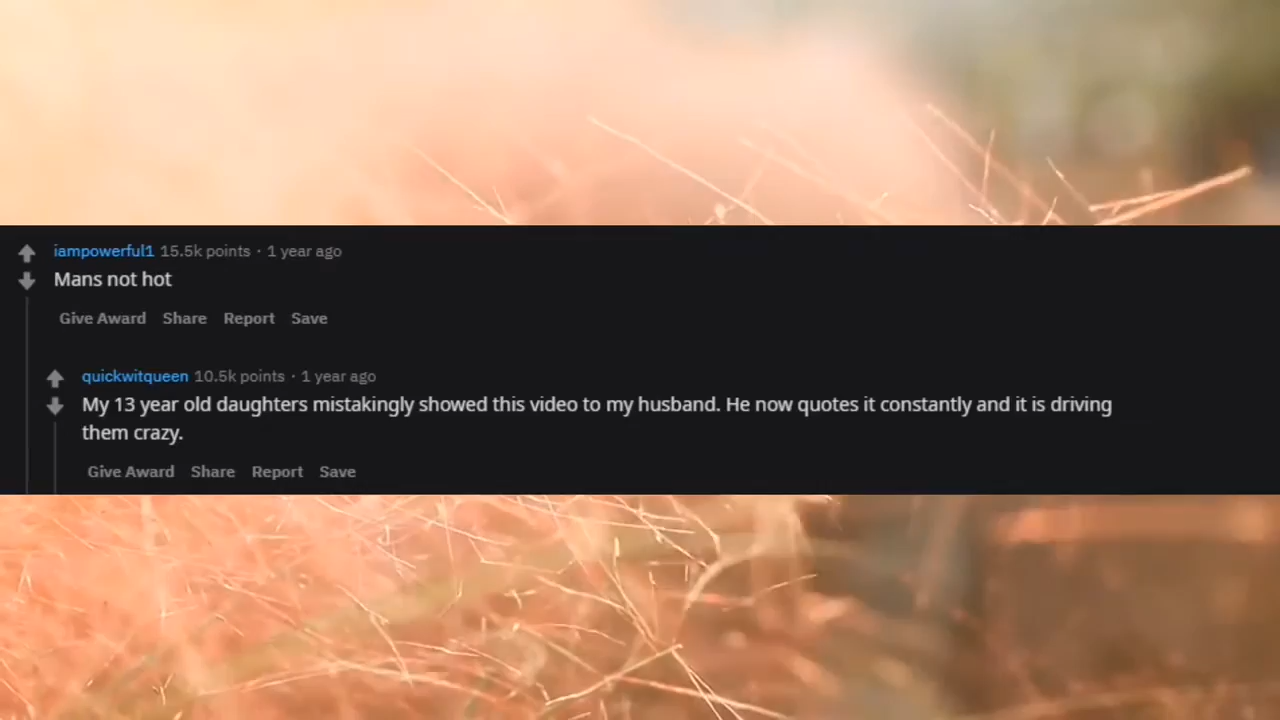 iampowerful1 15.5k points · 1 year ago
Mans not hot
Give Award Share Report Save
quickwitqueen 10.5k points · 1 year ago
My 13 year old daughters mistakingly showed this video to my husband. He now quotes it constantly and it is driving
them crazy.
Give Award Share Report Save